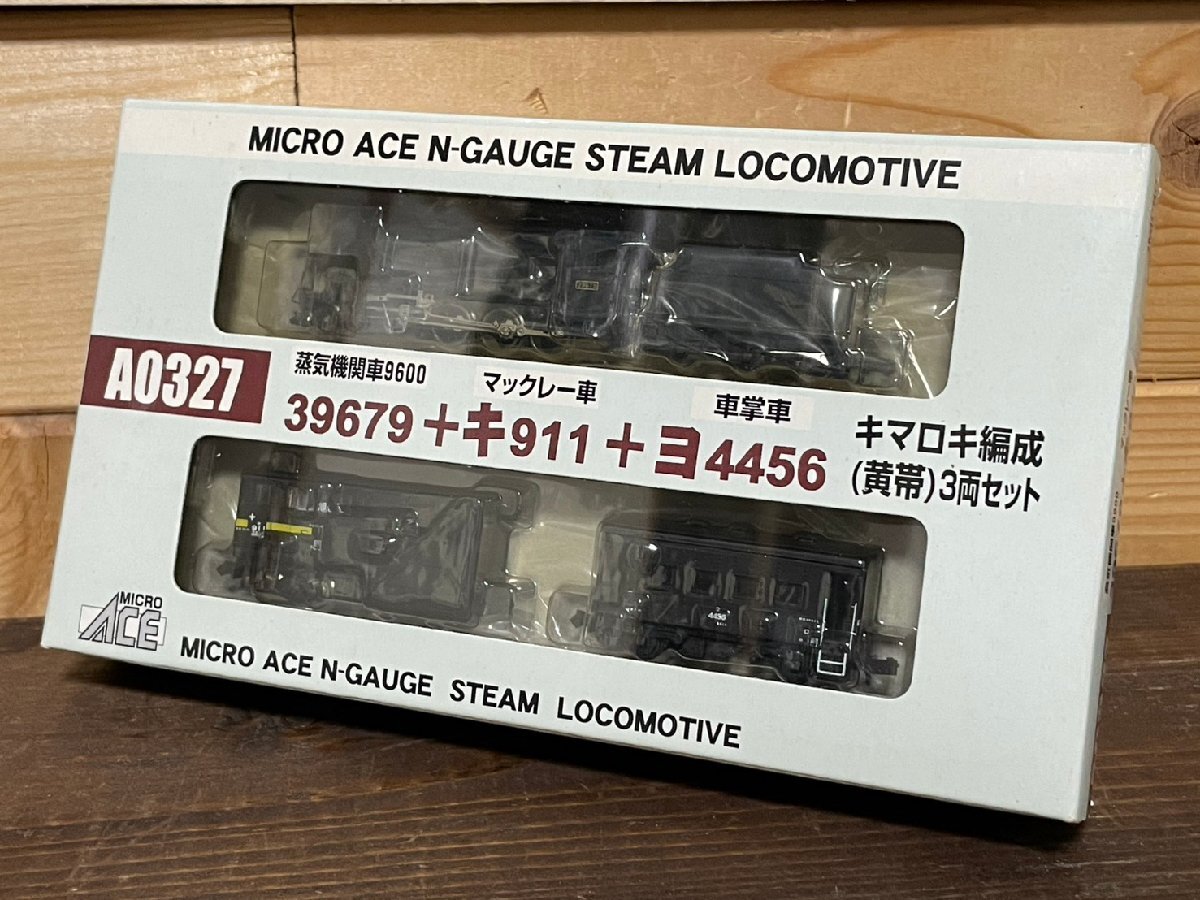 MICRO ACE N-GAUGE STEAM LOCOMOTIVE
A0327
蒸気機関車9600 マックレー車 車掌車
39679+キ911+ヨ4456
キマロキ編成
(黄帯)3両セット
4456
MICRO
ACE
MICRO ACE N-GAUGE STEAM LOCOMOTIVE